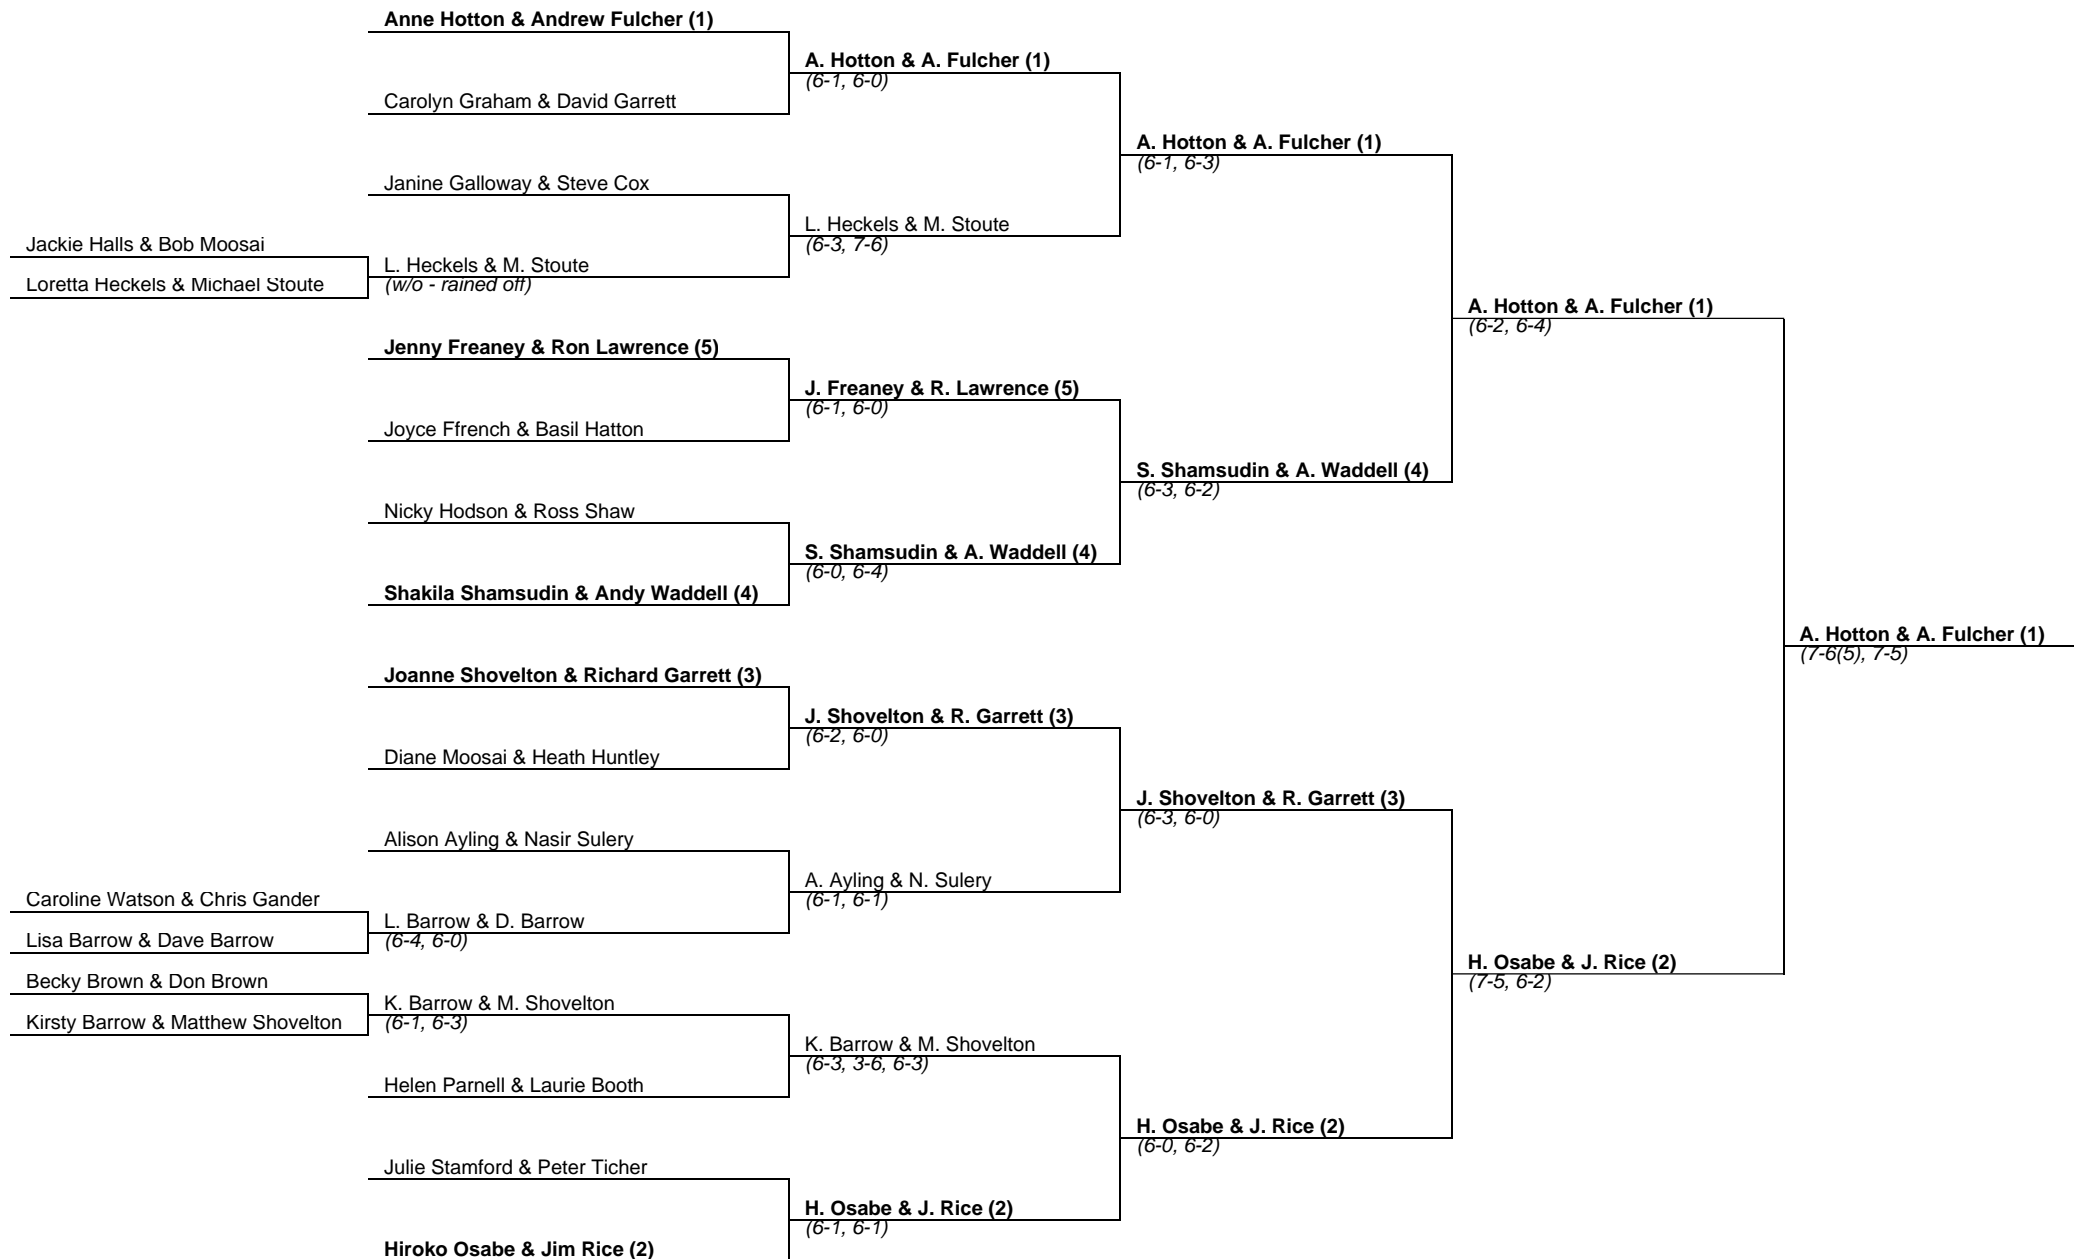 Anne Hotton & Andrew Fulcher (1)
A. Hotton & A. Fulcher (1)
(6-1, 6-0)
Carolyn Graham & David Garrett
A. Hotton & A. Fulcher (1)
(6-1, 6-3)
Janine Galloway & Steve Cox
L. Heckels & M. Stoute
(6-3, 7-6)
Jackie Halls & Bob Moosai
L. Heckels & M. Stoute
(w/o - rained off)
Loretta Heckels & Michael Stoute
A. Hotton & A. Fulcher (1)
(6-2, 6-4)
Jenny Freaney & Ron Lawrence (5)
J. Freaney & R. Lawrence (5)
(6-1, 6-0)
Joyce Ffrench & Basil Hatton
S. Shamsudin & A. Waddell (4)
(6-3, 6-2)
Nicky Hodson & Ross Shaw
S. Shamsudin & A. Waddell (4)
(6-0, 6-4)
Shakila Shamsudin & Andy Waddell (4)
A. Hotton & A. Fulcher (1)
(7-6(5), 7-5)
Joanne Shovelton & Richard Garrett (3)
J. Shovelton & R. Garrett (3)
(6-2, 6-0)
Diane Moosai & Heath Huntley
J. Shovelton & R. Garrett (3)
(6-3, 6-0)
Alison Ayling & Nasir Sulery
A. Ayling & N. Sulery
(6-1, 6-1)
Caroline Watson & Chris Gander
L. Barrow & D. Barrow
(6-4, 6-0)
Lisa Barrow & Dave Barrow
H. Osabe & J. Rice (2)
(7-5, 6-2)
Becky Brown & Don Brown
K. Barrow & M. Shovelton
(6-1, 6-3)
Kirsty Barrow & Matthew Shovelton
K. Barrow & M. Shovelton
(6-3, 3-6, 6-3)
Helen Parnell & Laurie Booth
H. Osabe & J. Rice (2)
(6-0, 6-2)
Julie Stamford & Peter Ticher
H. Osabe & J. Rice (2)
(6-1, 6-1)
Hiroko Osabe & Jim Rice (2)